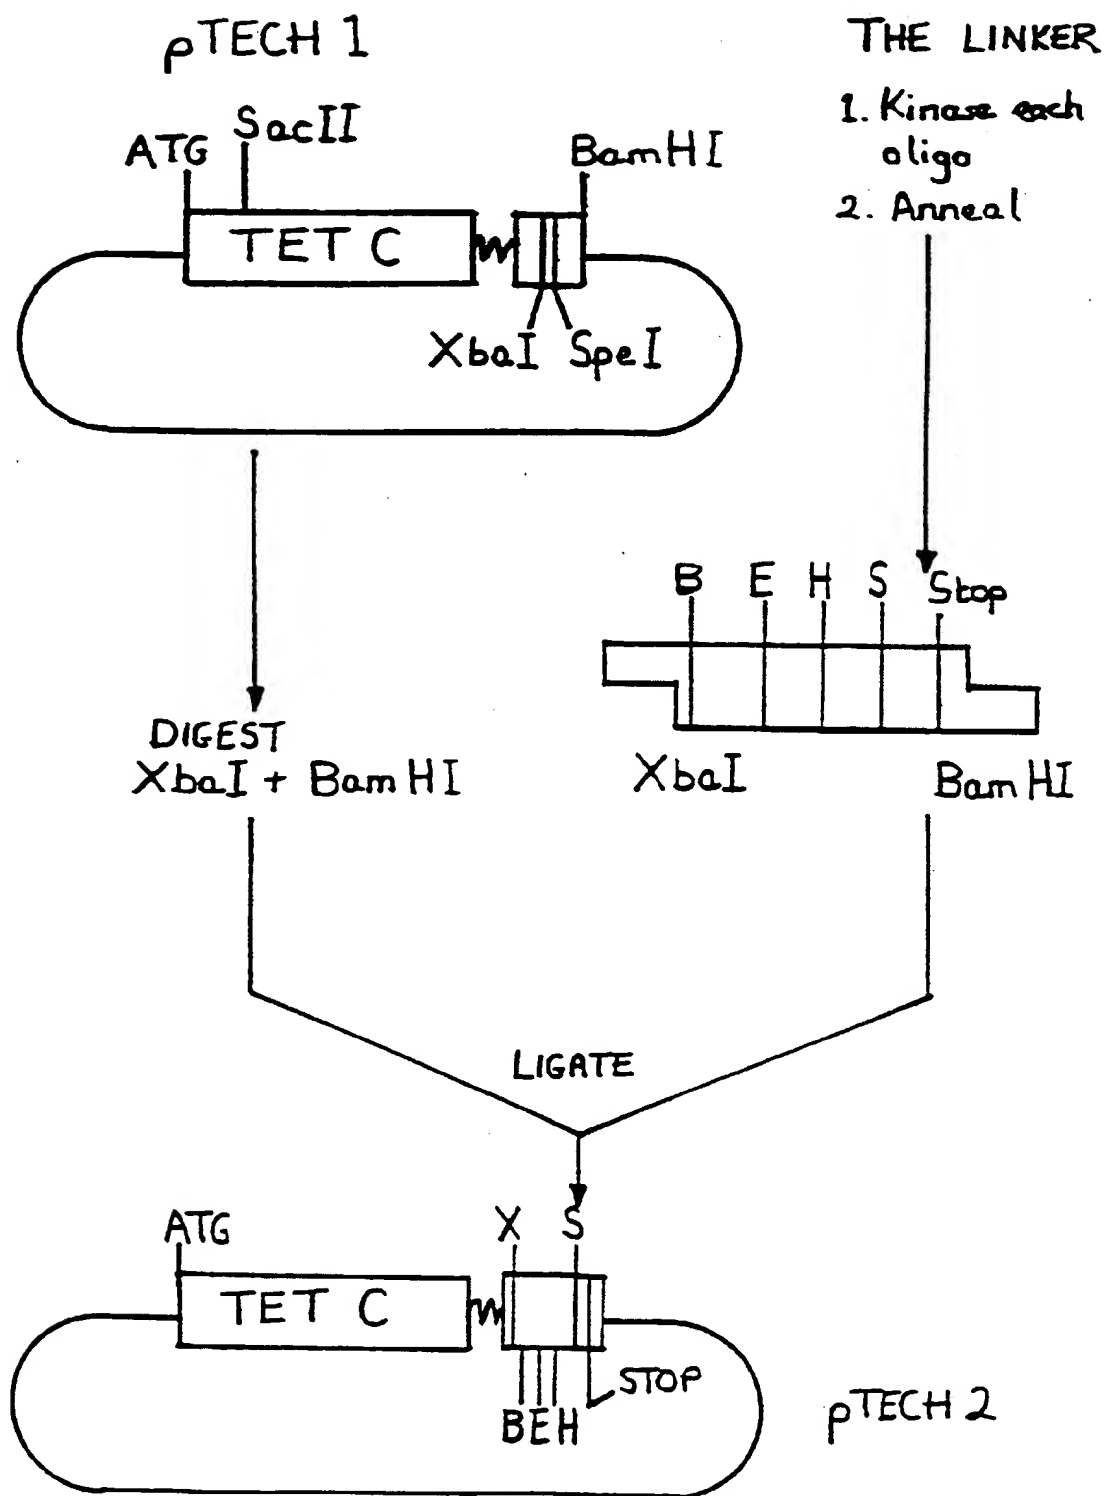 pTECH 1
ATG
SacII
BamHI
TET C
XbaI
SpeI
THE LINKER
1. Kinase each
oligo
2. Anneal
B E H S Stop
XbaI
BamHI
DIGEST
XbaI + BamHI
LIGATE
ATG
X S
TET C
STOP
BEH
pTECH 2